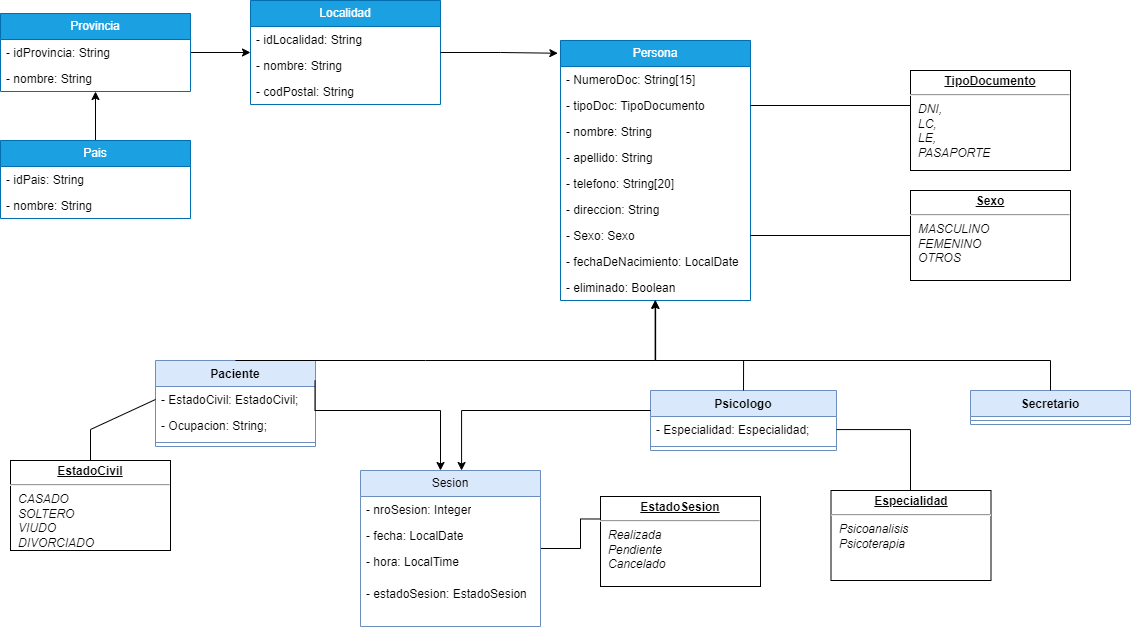 Provincia
- idProvincia: String
- nombre: String
Localidad
- idLocalidad: String
- nombre: String
- codPostal: String
Pais
- idPais: String
- nombre: String
Persona
- NumeroDoc: String[15]
- tipoDoc: TipoDocumento
- nombre: String
- apellido: String
- telefono: String[20]
- direccion: String
- Sexo: Sexo
- fechaDeNacimiento: LocalDate
- eliminado: Boolean
TipoDocumento
DNI,
LC,
LE,
PASAPORTE
Sexo
MASCULINO
FEMENINO
OTROS
Paciente
- EstadoCivil: EstadoCivil;
- Ocupacion: String;
Psicologo
- Especialidad: Especialidad;
Secretario
EstadoCivil
CASADO
SOLTERO
VIUDO
DIVORCIADO
Sesion
- nroSesion: Integer
- fecha: LocalDate
- hora: LocalTime
- estadoSesion: EstadoSesion
EstadoSesion
Realizada
Pendiente
Cancelado
Especialidad
Psicoanalisis
Psicoterapia